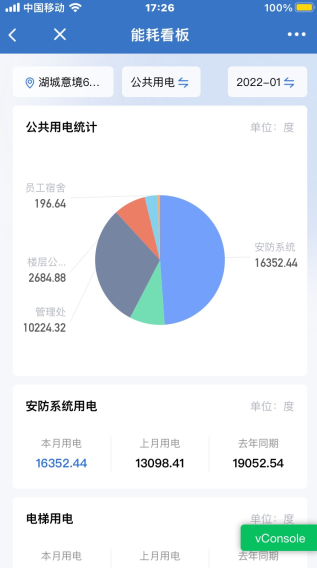 中国移动
17:26
100%
能耗看板
湖城意境6...
公共用电
2022-01
公共用电统计
单位：度
员工宿舍
196.64
安防系统
16352.44
楼层公...
2684.88
管理处
10224.32
安防系统用电
单位：度
本月用电 上月用电 去年同期
16352.44 13098.41 19052.54
电梯用电
单位：度
vConsole
本月用电 上月用电 去年同期